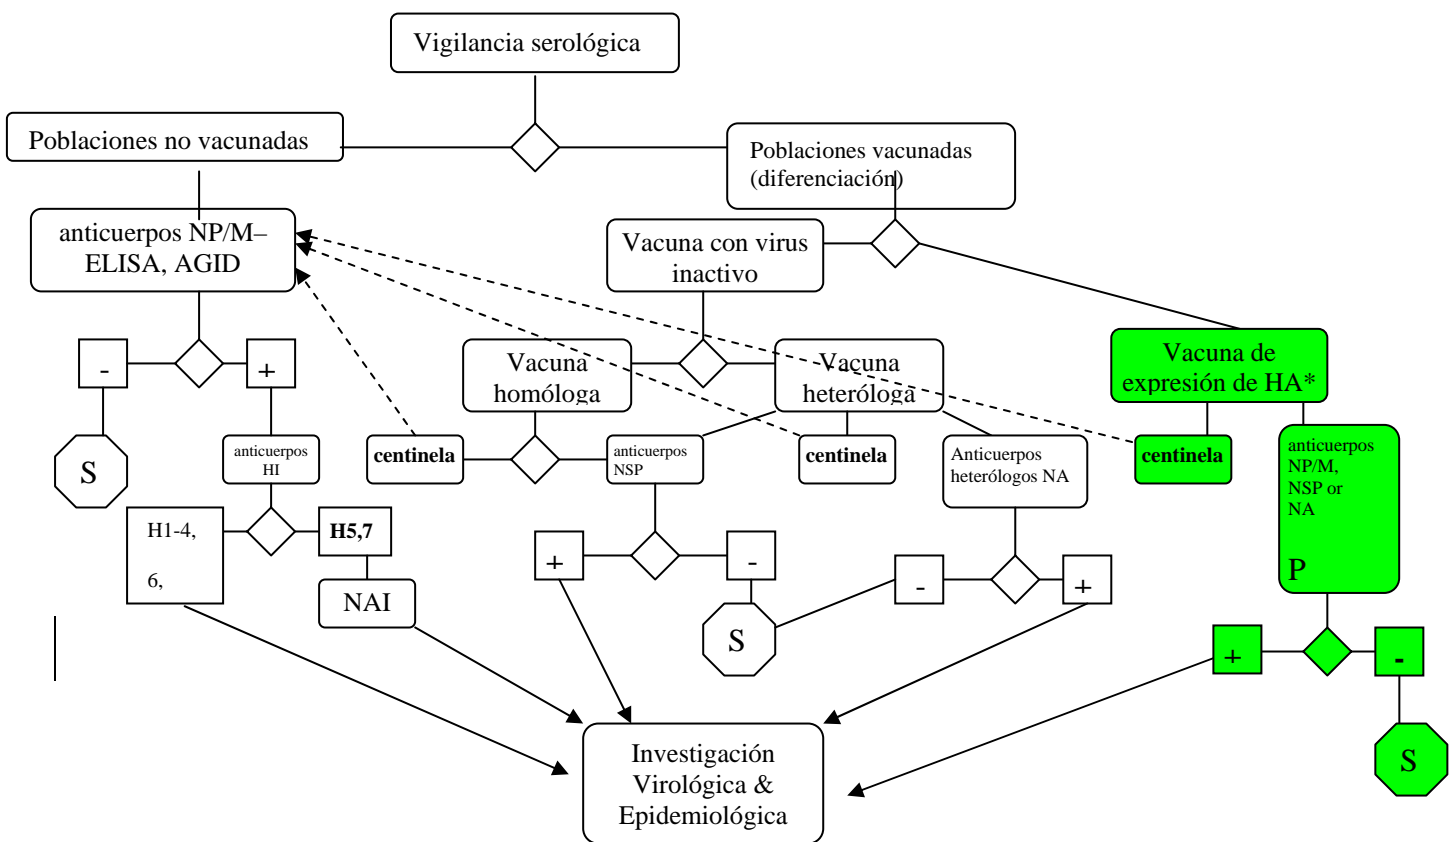 Vigilancia serológica
Poblaciones no vacunadas
Poblaciones vacunadas
(diferenciación)
anticuerpos NP/M–
ELISA, AGID
Vacuna con virus
inactivo
Vacuna
homóloga
Vacuna
heteróloga
Vacuna de
expresión de HA*
-
+
S
anticuerpos
HI
centinela
anticuerpos
NSP
centinela
Anticuerpos
heterólogos NA
centinela
anticuerpos
NP/M,
NSP or
NA
P
H1-4,
6,
H5,7
NAI
+
-
S
-
+
+
-
S
Investigación
Virológica &
Epidemiológica